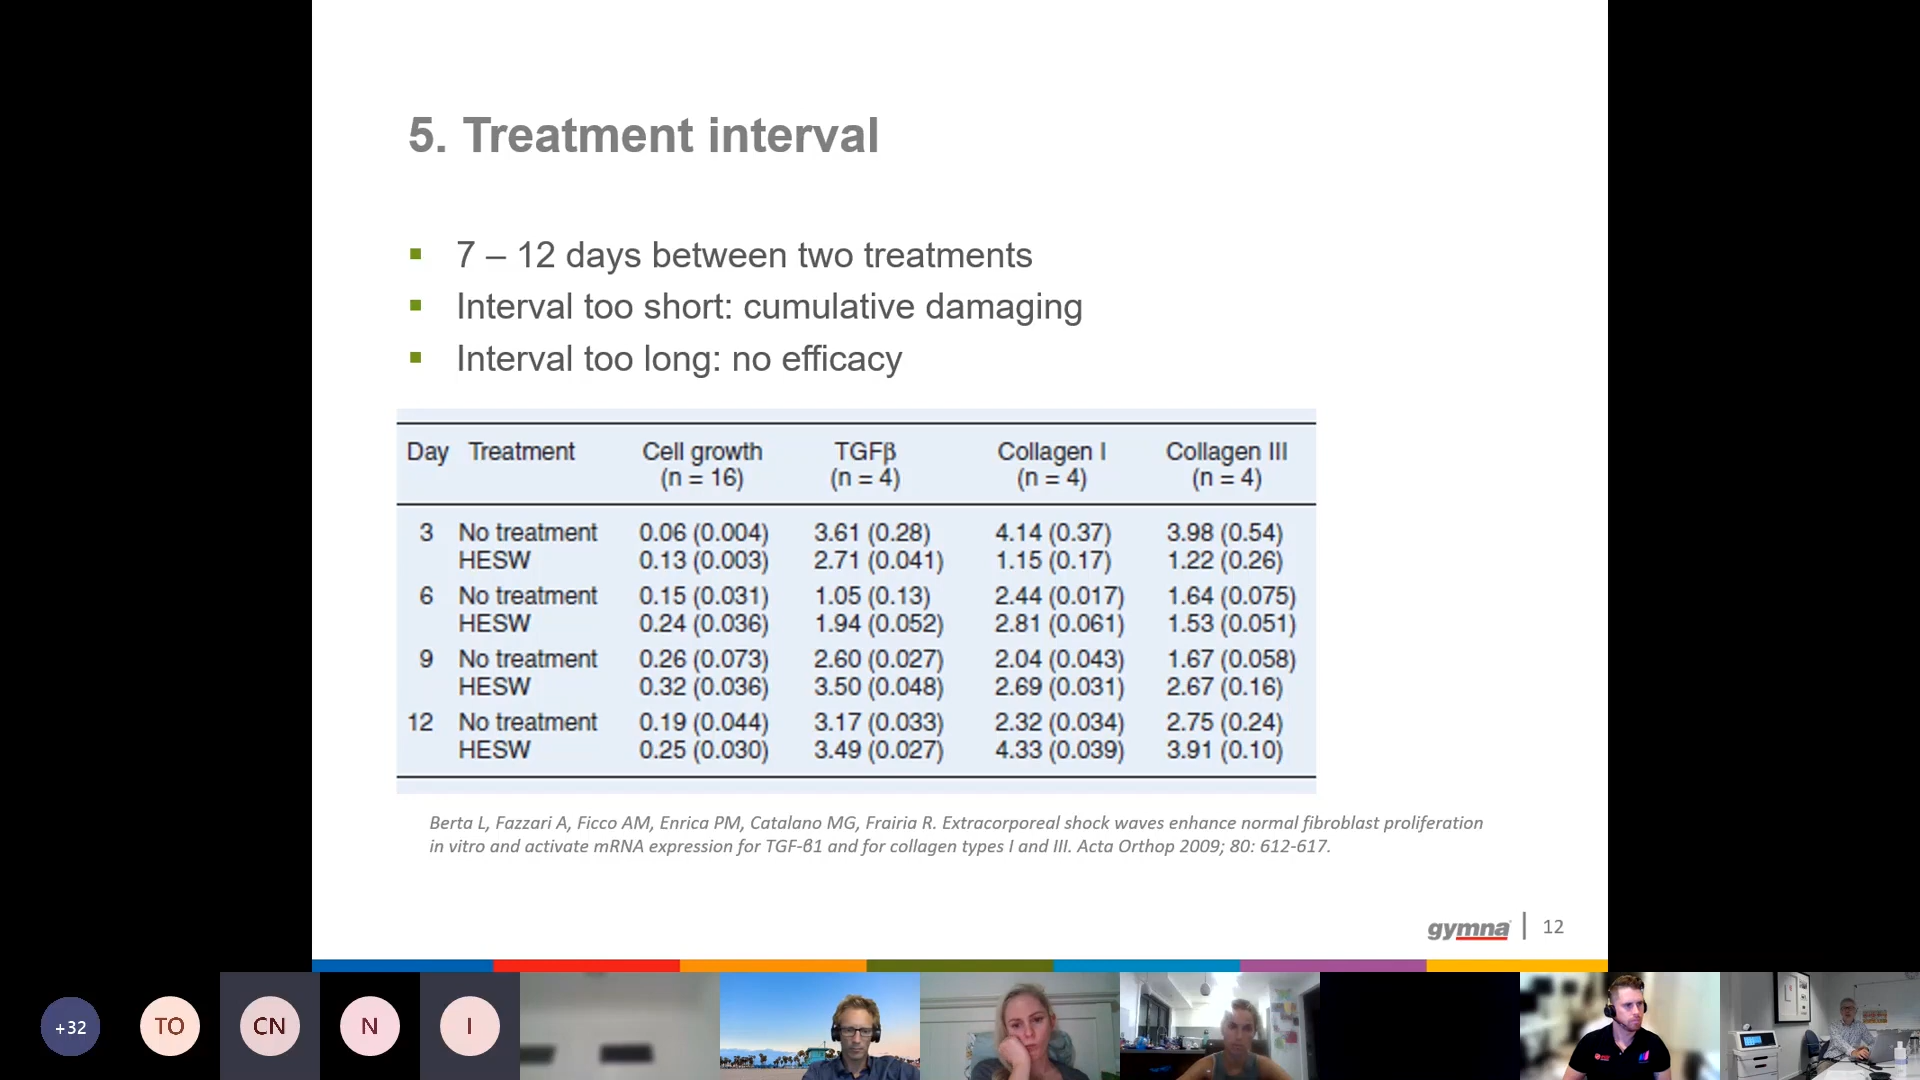 5. Treatment interval
7 – 12 days between two treatments
Interval too short: cumulative damaging
Interval too long: no efficacy
Day Treatment Cell growth TGFβ Collagen I Collagen III
(n = 16) (n = 4) (n = 4) (n = 4)
3 No treatment 0.06 (0.004) 3.61 (0.28) 4.14 (0.37) 3.98 (0.54)
HESW 0.13 (0.003) 2.71 (0.041) 1.15 (0.17) 1.22 (0.26)
6 No treatment 0.15 (0.031) 1.05 (0.13) 2.44 (0.017) 1.64 (0.075)
HESW 0.24 (0.036) 1.94 (0.052) 2.81 (0.061) 1.53 (0.051)
9 No treatment 0.26 (0.073) 2.60 (0.027) 2.04 (0.043) 1.67 (0.058)
HESW 0.32 (0.036) 3.50 (0.048) 2.69 (0.031) 2.67 (0.16)
12 No treatment 0.19 (0.044) 3.17 (0.033) 2.32 (0.034) 2.75 (0.24)
HESW 0.25 (0.030) 3.49 (0.027) 4.33 (0.039) 3.91 (0.10)
Berta L, Fazzari A, Ficco AM, Enrica PM, Catalano MG, Frairia R. Extracorporeal shock waves enhance normal fibroblast proliferation
in vitro and activate mRNA expression for TGF-β1 and for collagen types I and III. Acta Orthop 2009; 80: 612-617.
gymna 12
+32 TO CN N I